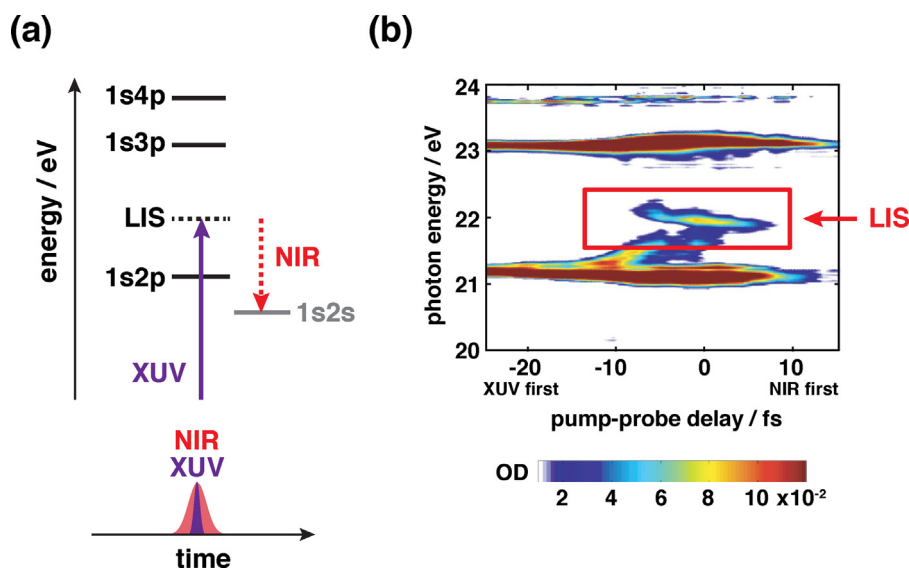 (a)
energy / eV
1s4p
1s3p
LIS
NIR
1s2p
1s2s
XUV
NIR
XUV
time
(b)
photon energy / eV
24
23
22
21
20
LIS
-20 -10 0 10
XUV first NIR first
pump-probe delay / fs
OD
2 4 6 8 10 x10⁻²